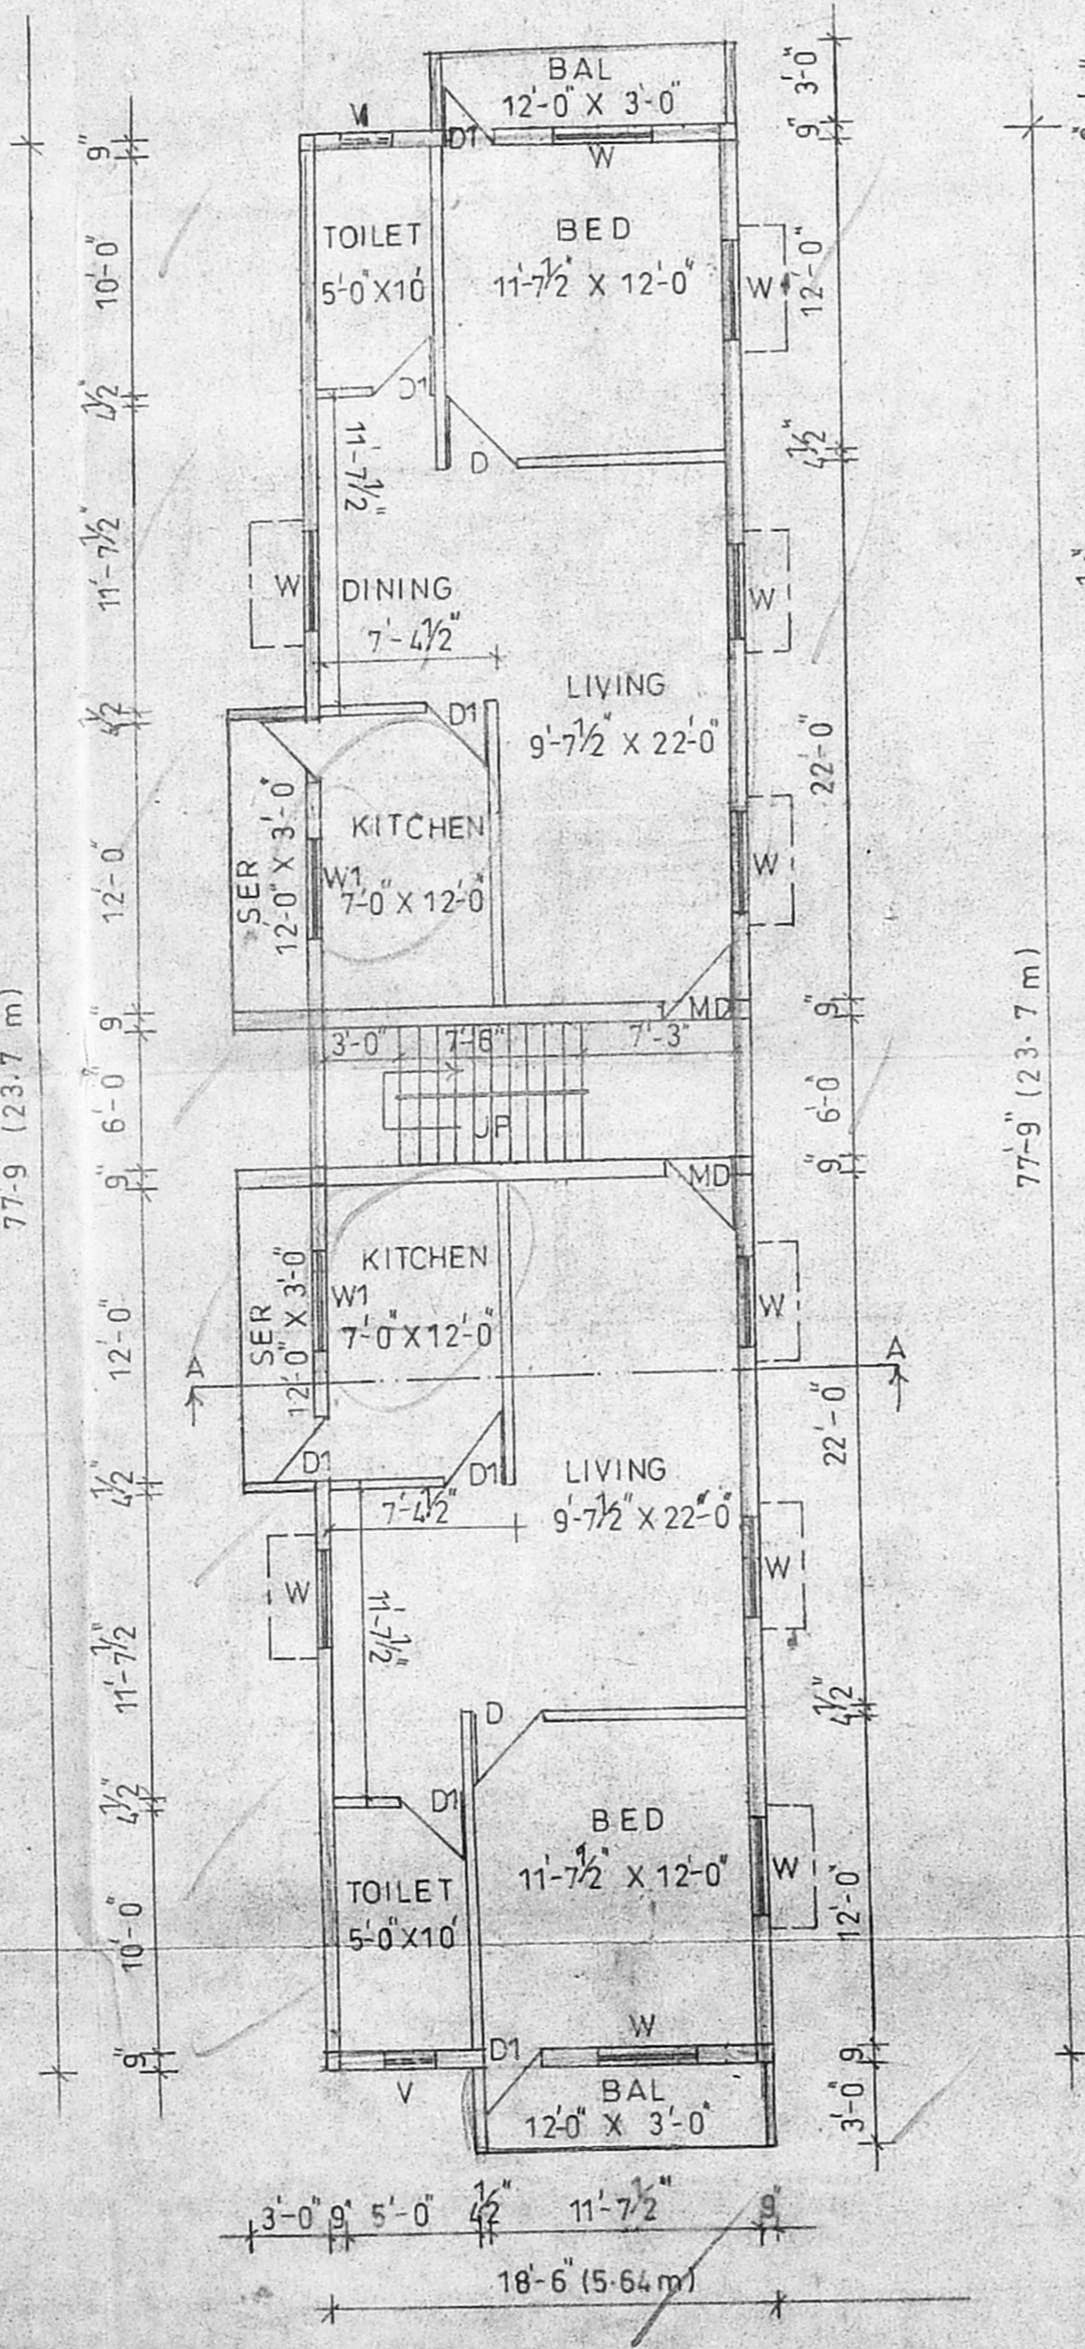 BAL
12'-0" X 3'-0"
3'-0"
9"
V
D1
W
9"
TOILET
5'-0" X10'
BED
11'-7½" X 12'-0"
W
12'-0"
10'-0"
D1
4½"
11'-7½"
D
4½"
11'-7½"
W
DINING
7'-4½"
W
LIVING
9'-7½" X 22'-0"
22'-0"
4½
D1
SER
12'-0" X 3'-0"
KITCHEN
W1
7'-0" X 12'-0"
W
12'-0"
MD
9"
9"
3'-0"
7'-6"
7'-3"
6'-0"
UP
6'-0
9"
MD
9"
77-9 (23.7 m)
77'-9" (23.7 m)
KITCHEN
W1
7'-0" X 12'-0"
SER
12'-0" X 3'-0"
W
12'-0"
A
A
22'-0"
D1
D1
4½"
7'-4½"
LIVING
9'-7½" X 22'-0"
W
W
11'-7½"
11'-7½"
D
4½"
4½"
D1
BED
11'-7½" X 12'-0"
W
12'-0"
TOILET
5'-0" X10'
10'-0"
W
D1
9"
9
V
BAL
12'-0" X 3'-0"
3'-0"
3'-0" 9" 5'-0" 4½" 11'-7½" 9"
18'-6" (5.64 m)